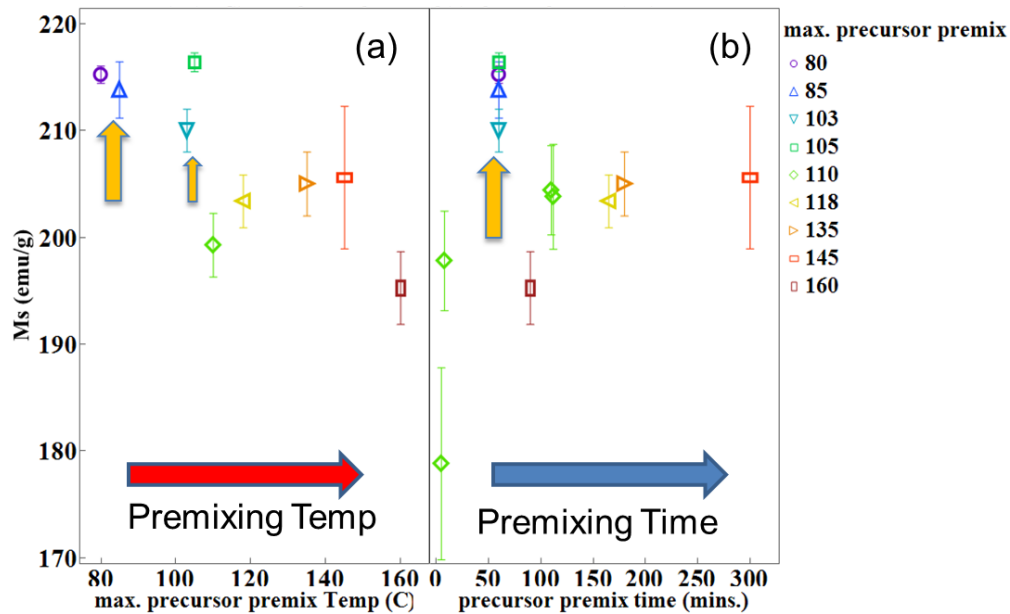 (a)
(b)
max. precursor premix
80
85
103
105
110
118
135
145
160
Ms (emu/g)
220
210
200
190
180
170
Premixing Temp
Premixing Time
80 100 120 140 160
0 50 100 150 200 250 300
max. precursor premix Temp (C)
precursor premix time (mins.)